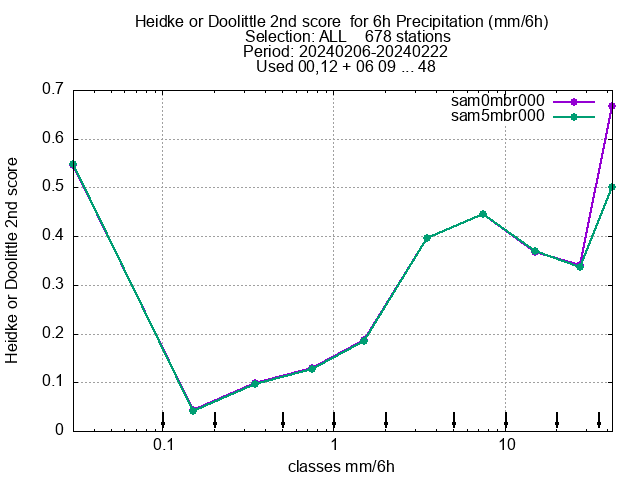 Heidke or Doolittle 2nd score  for 6h Precipitation (mm/6h)
Selection: ALL    678 stations
Period: 20240206-20240222
Used 00,12 + 06 09 ... 48
sam0mbr000
sam5mbr000
Heidke or Doolittle 2nd score
0.7
0.6
0.5
0.4
0.3
0.2
0.1
0
0.1 1 10
classes mm/6h